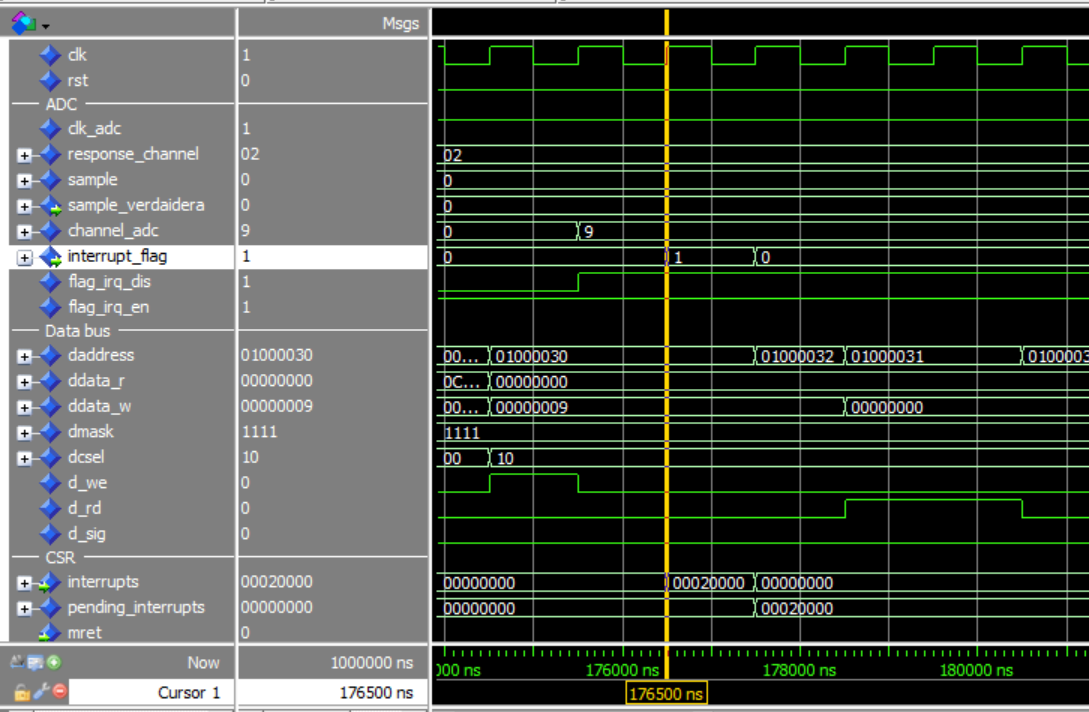 Msgs
clk 1
rst 0
ADC
clk_adc 1
response_channel 02 02
sample 0 0
sample_verdaidera 0 0
channel_adc 9 0 9
interrupt_flag 1 0 1 0
flag_irq_dis 1
flag_irq_en 1
Data bus
daddress 01000030 00... 01000030 01000032 01000031 0100003
ddata_r 00000000 0C... 00000000
ddata_w 00000009 00... 00000009 00000000
dmask 1111 1111
dcsel 10 00 10
d_we 0
d_rd 0
d_sig 0
CSR
interrupts 00020000 00000000 00020000 00000000
pending_interrupts 00000000 00000000 00020000
mret 0
Now 1000000 ns 000 ns 176000 ns 178000 ns 180000 ns
Cursor 1 176500 ns 176500 ns